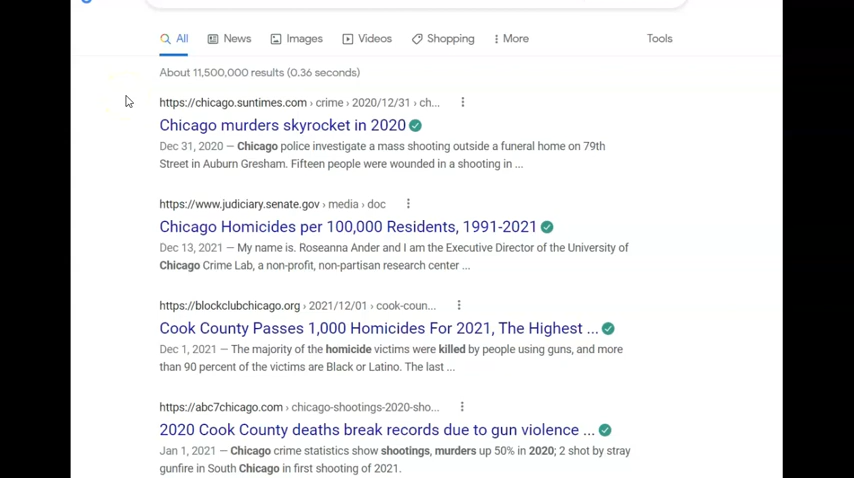 All News Images Videos Shopping More Tools
About 11,500,000 results (0.36 seconds)
https://chicago.suntimes.com › crime › 2020/12/31 › ch...
Chicago murders skyrocket in 2020
Dec 31, 2020 — Chicago police investigate a mass shooting outside a funeral home on 79th
Street in Auburn Gresham. Fifteen people were wounded in a shooting in ...
https://www.judiciary.senate.gov › media › doc
Chicago Homicides per 100,000 Residents, 1991-2021
Dec 13, 2021 — My name is. Roseanna Ander and I am the Executive Director of the University of
Chicago Crime Lab, a non-profit, non-partisan research center ...
https://blockclubchicago.org › 2021/12/01 › cook-coun...
Cook County Passes 1,000 Homicides For 2021, The Highest ...
Dec 1, 2021 — The majority of the homicide victims were killed by people using guns, and more
than 90 percent of the victims are Black or Latino. The last ...
https://abc7chicago.com › chicago-shootings-2020-sho...
2020 Cook County deaths break records due to gun violence ...
Jan 1, 2021 — Chicago crime statistics show shootings, murders up 50% in 2020; 2 shot by stray
gunfire in South Chicago in first shooting of 2021.